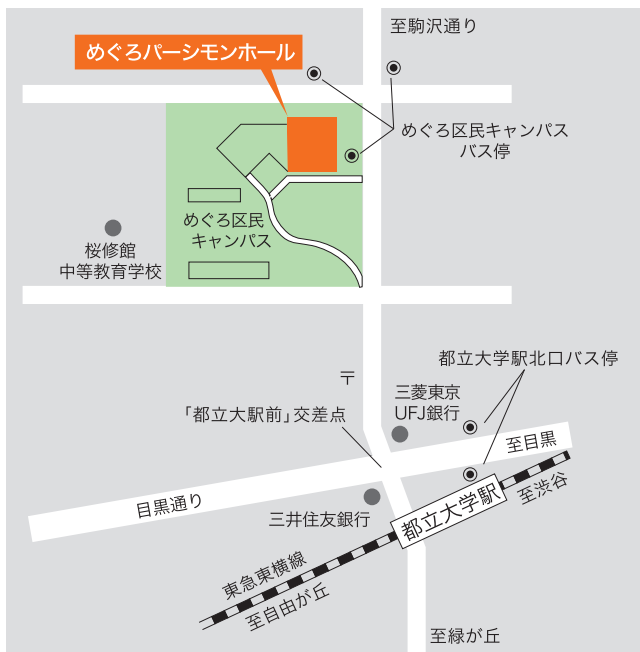 至駒沢通り
めぐろパーシモンホール
めぐろ区民キャンパス
バス停
めぐろ区民
キャンパス
桜修館
中等教育学校
〒
都立大学駅北口バス停
三菱東京
UFJ銀行
「都立大駅前」交差点
至目黒
目黒通り
三井住友銀行
都立大学駅
至渋谷
東急東横線
至自由が丘
至緑が丘